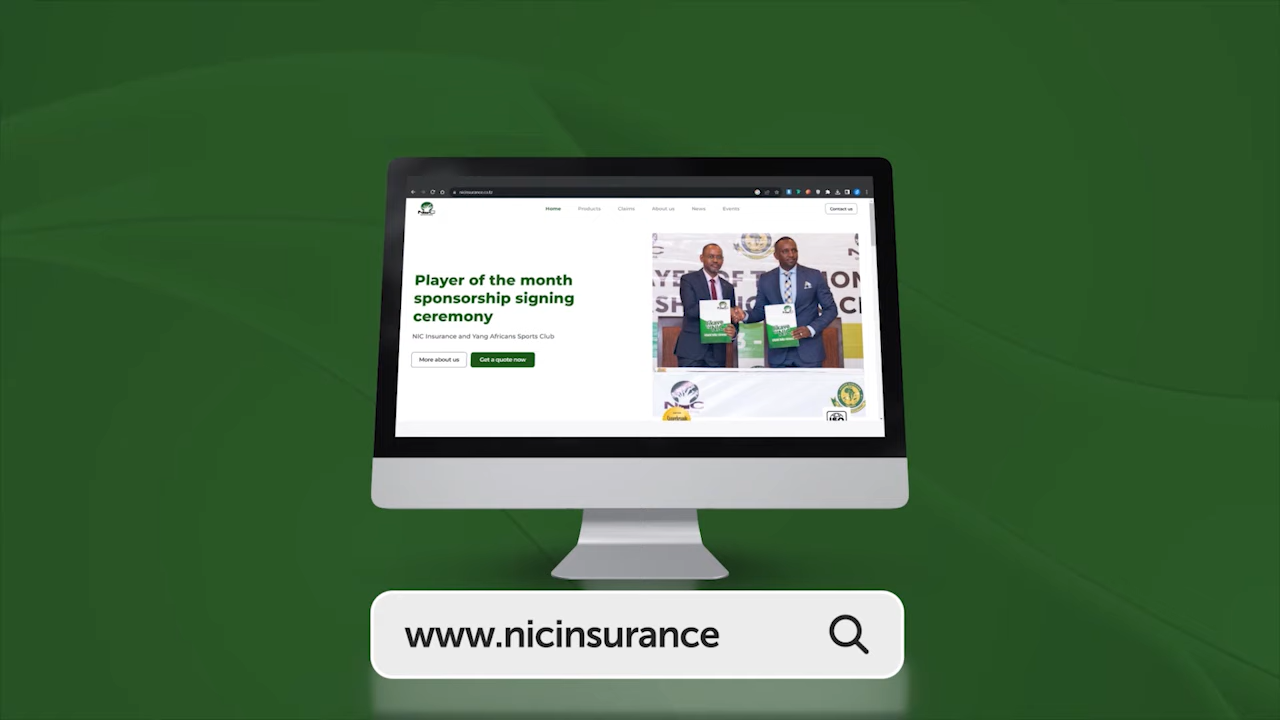 Home Products Claims About us News Events Contact us
Player of the month
sponsorship signing
ceremony
NIC Insurance and Yang Africans Sports Club
More about us Get a quote now
NIC
www.nicinsurance